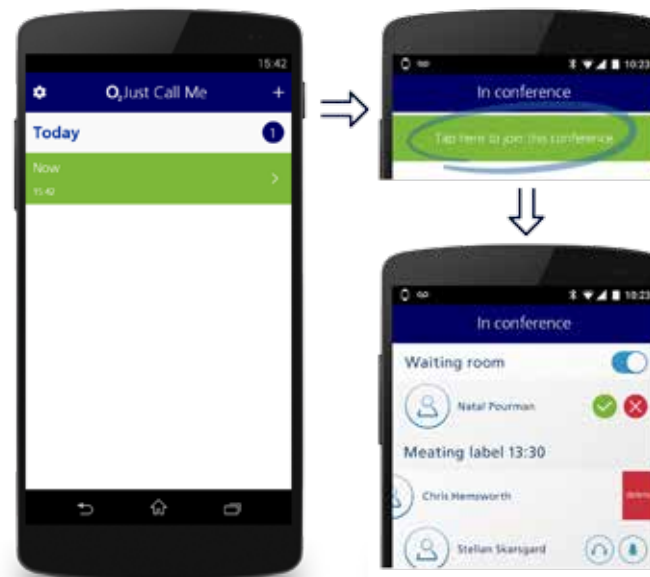 15:42
O₂ Just Call Me
Today
1
Now
15:42
10:23
In conference
Tap here to join this conference
10:23
In conference
Waiting room
Natal Pourman
Meating label 13:30
Chris Hemsworth
Stellan Skarsgard